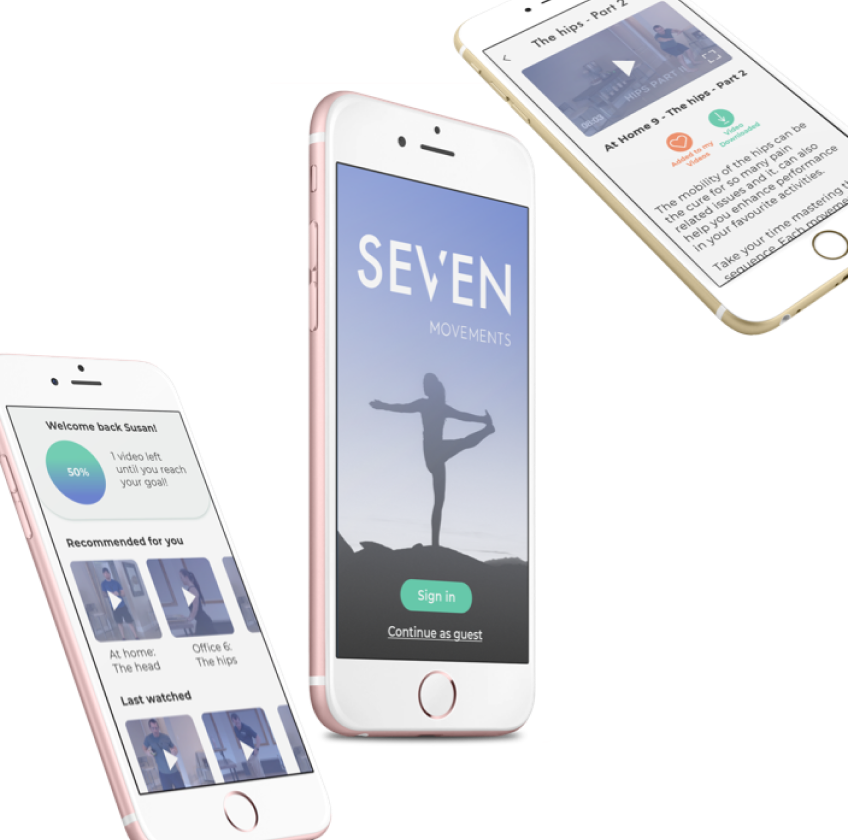 SEVEN
MOVEMENTS
Sign in
Continue as guest
Welcome back Susan!
50%
1 video left
until you reach
your goal!
Recommended for you
At home:
The head
Office 6:
The hips
Last watched
The hips - Part 2
HIPS PART II
At Home 9 - The hips - Part 2
Added to my
Videos
Video
Downloaded
The mobility of the hips can be
the cure for so many pain
related issues and it can also
help you enhance performance
in your favourite activities.
Take your time mastering
sequence. Each